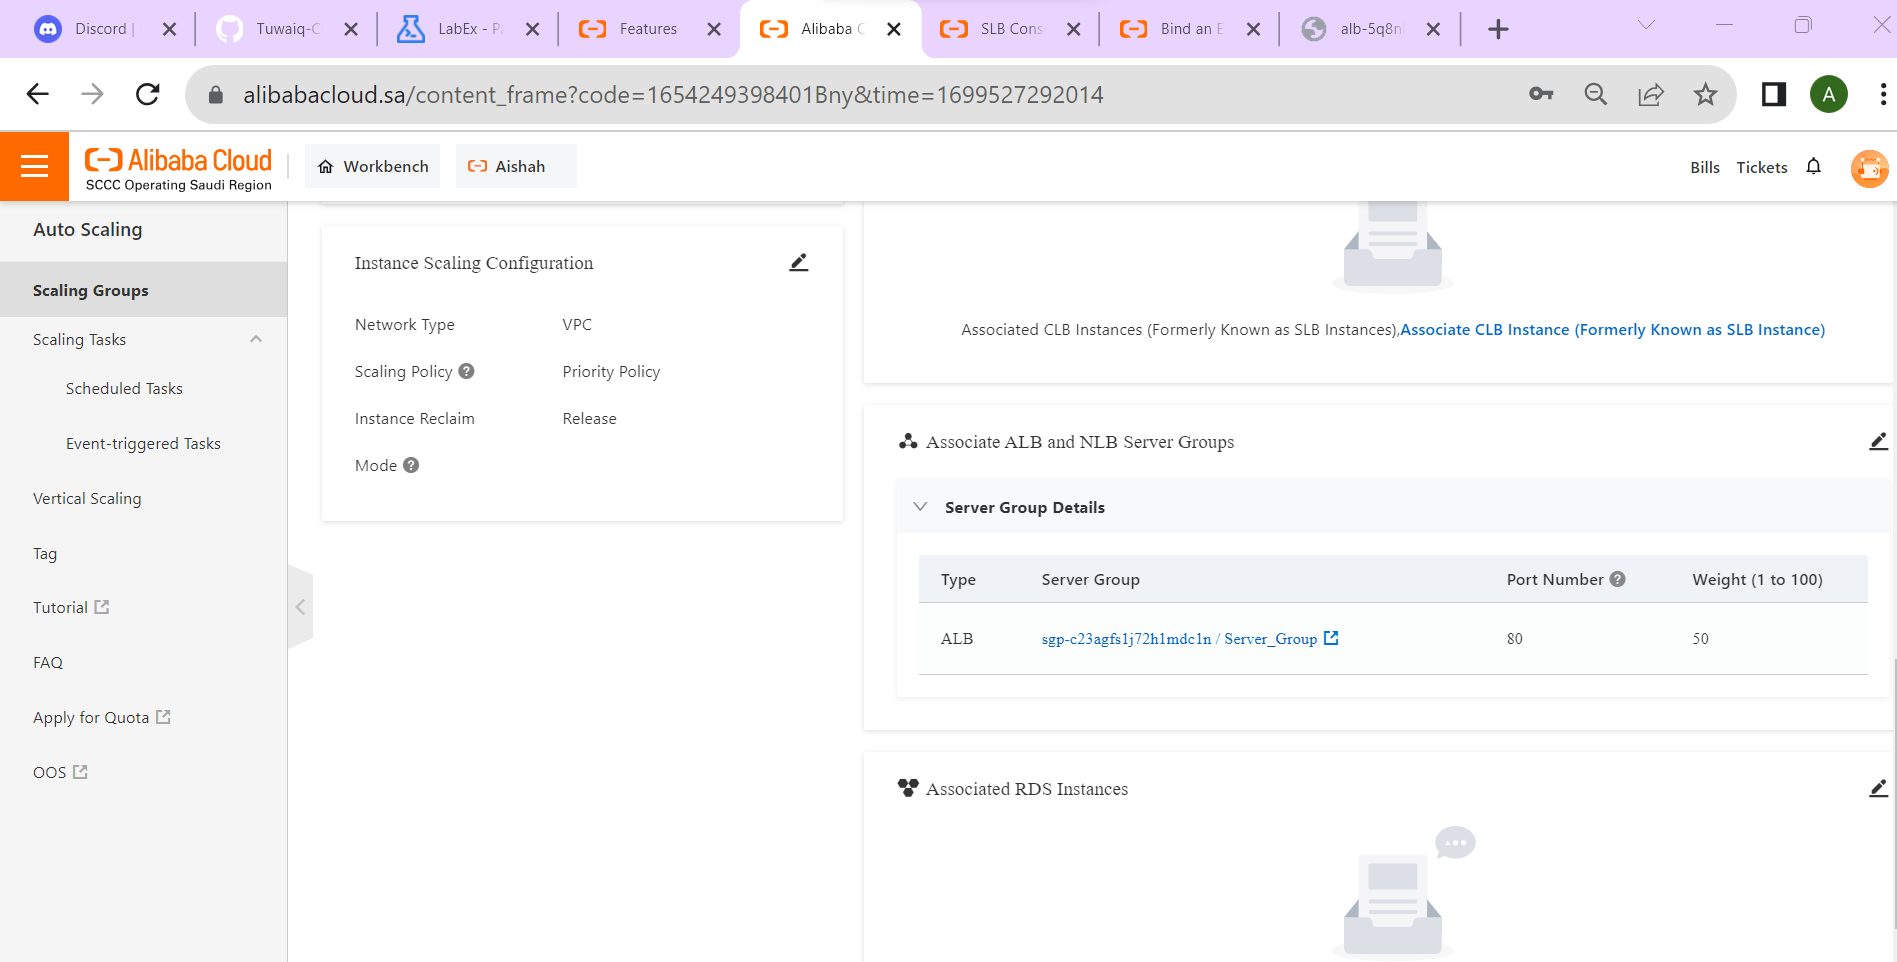 Discord |
Tuwaiq-C
LabEx - Pa
Features
Alibaba C
SLB Cons
Bind an E
alb-5q8n
alibabacloud.sa/content_frame?code=1654249398401Bny&time=1699527292014
A
Alibaba Cloud
SCCC Operating Saudi Region
Workbench
Aishah
Bills
Tickets
Auto Scaling
Scaling Groups
Scaling Tasks
Scheduled Tasks
Event-triggered Tasks
Vertical Scaling
Tag
Tutorial
FAQ
Apply for Quota
OOS
Instance Scaling Configuration
Network Type VPC
Scaling Policy ? Priority Policy
Instance Reclaim Release
Mode ?
Associated CLB Instances (Formerly Known as SLB Instances),Associate CLB Instance (Formerly Known as SLB Instance)
Associate ALB and NLB Server Groups
Server Group Details
Type Server Group Port Number ? Weight (1 to 100)
ALB sgp-c23agfs1j72h1mdc1n / Server_Group 80 50
Associated RDS Instances